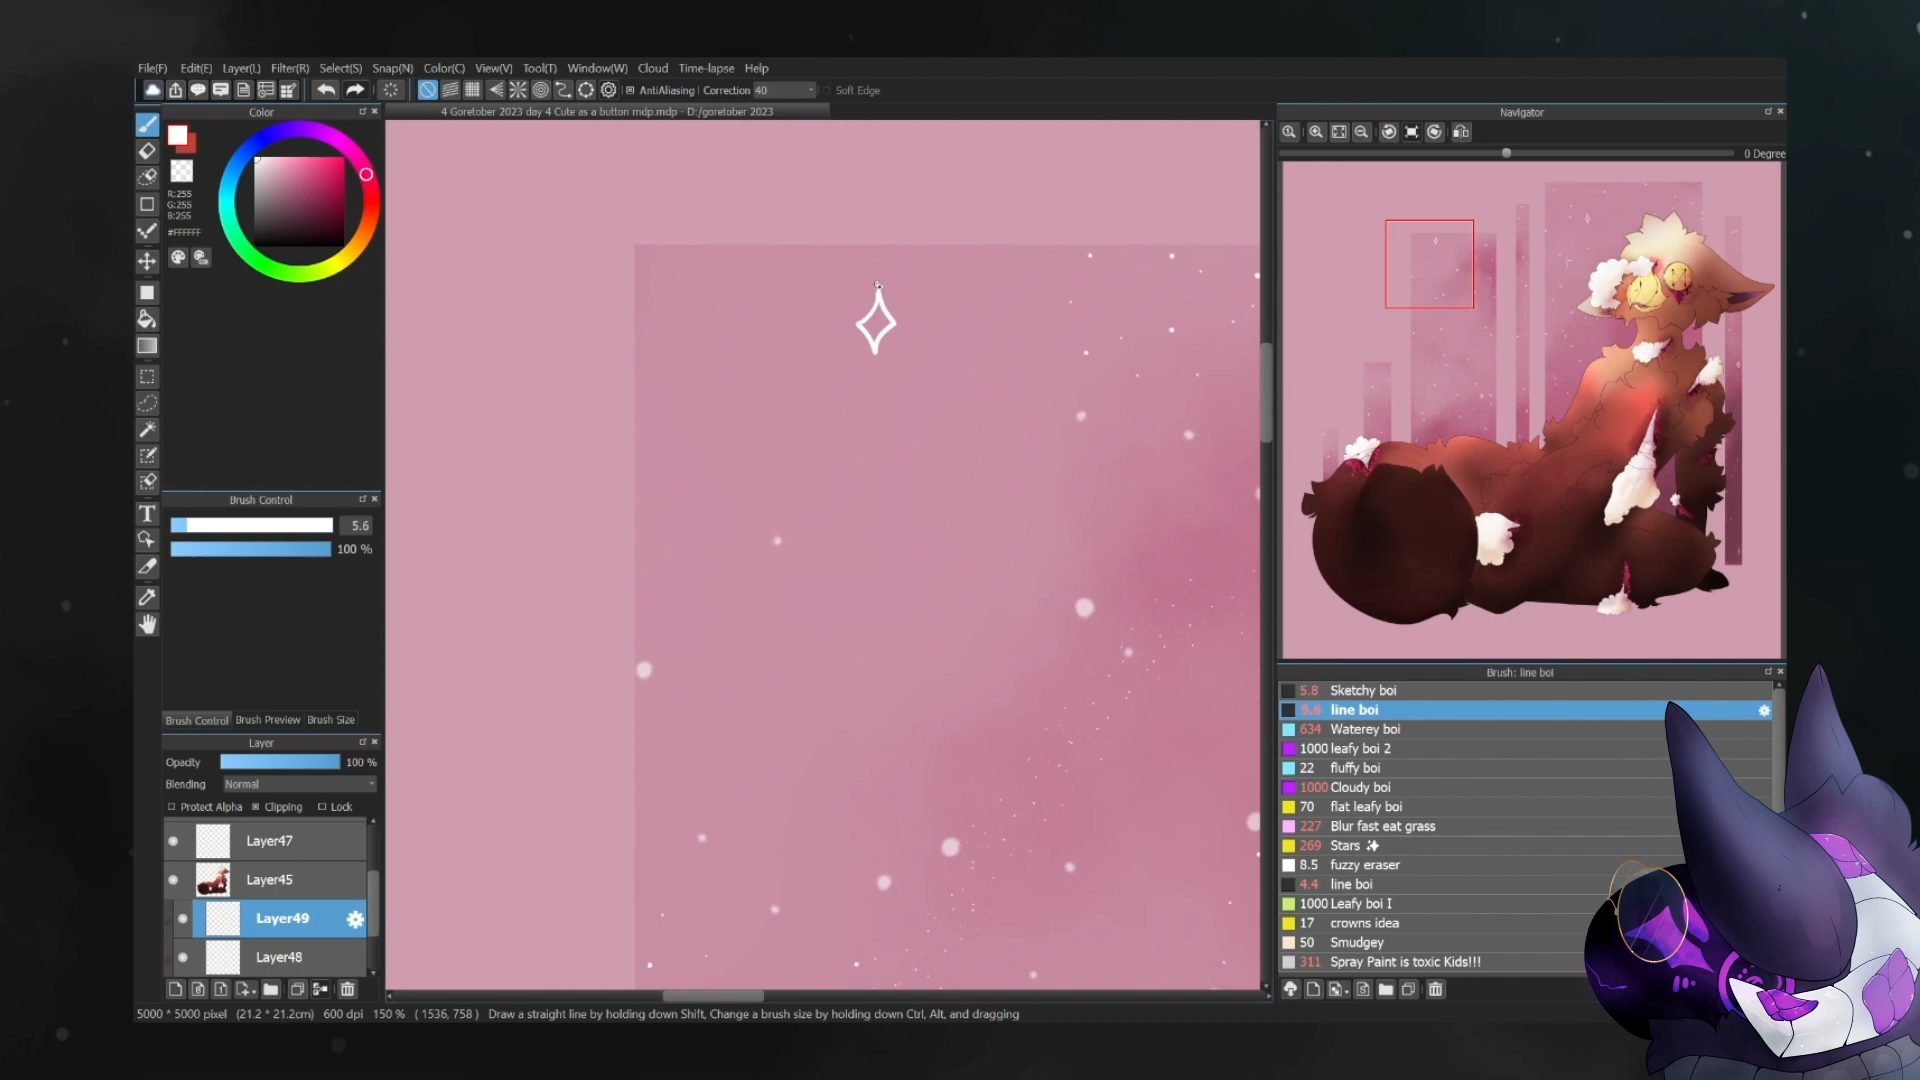 File(F) Edit(E) Layer(L) Filter(R) Select(S) Snap(N) Color(C) View(V) Tool(T) Window(W) Cloud Time-lapse Help
AntiAliasing Correction 40 Soft Edge
4 Goretober 2023 day 4 Cute as a button mdp.mdp - D:/goretober 2023
Color
R:255
G:255
B:255
#FFFFFF
Brush Control
5.6
100 %
Brush Control Brush Preview Brush Size
Layer
Opacity 100 %
Blending Normal
Protect Alpha Clipping Lock
Layer47
Layer45
Layer49
Layer48
Navigator
0 Degree
Brush: line boi
5.8 Sketchy boi
5.6 line boi
634 Waterey boi
1000 leafy boi 2
22 fluffy boi
1000 Cloudy boi
70 flat leafy boi
227 Blur fast eat grass
269 Stars ✨
8.5 fuzzy eraser
4.4 line boi
1000 Leafy boi I
17 crowns idea
50 Smudgey
311 Spray Paint is toxic Kids!!!
5000 * 5000 pixel (21.2 * 21.2cm) 600 dpi 150 % ( 1536, 758 ) Draw a straight line by holding down Shift, Change a brush size by holding down Ctrl, Alt, and dragging